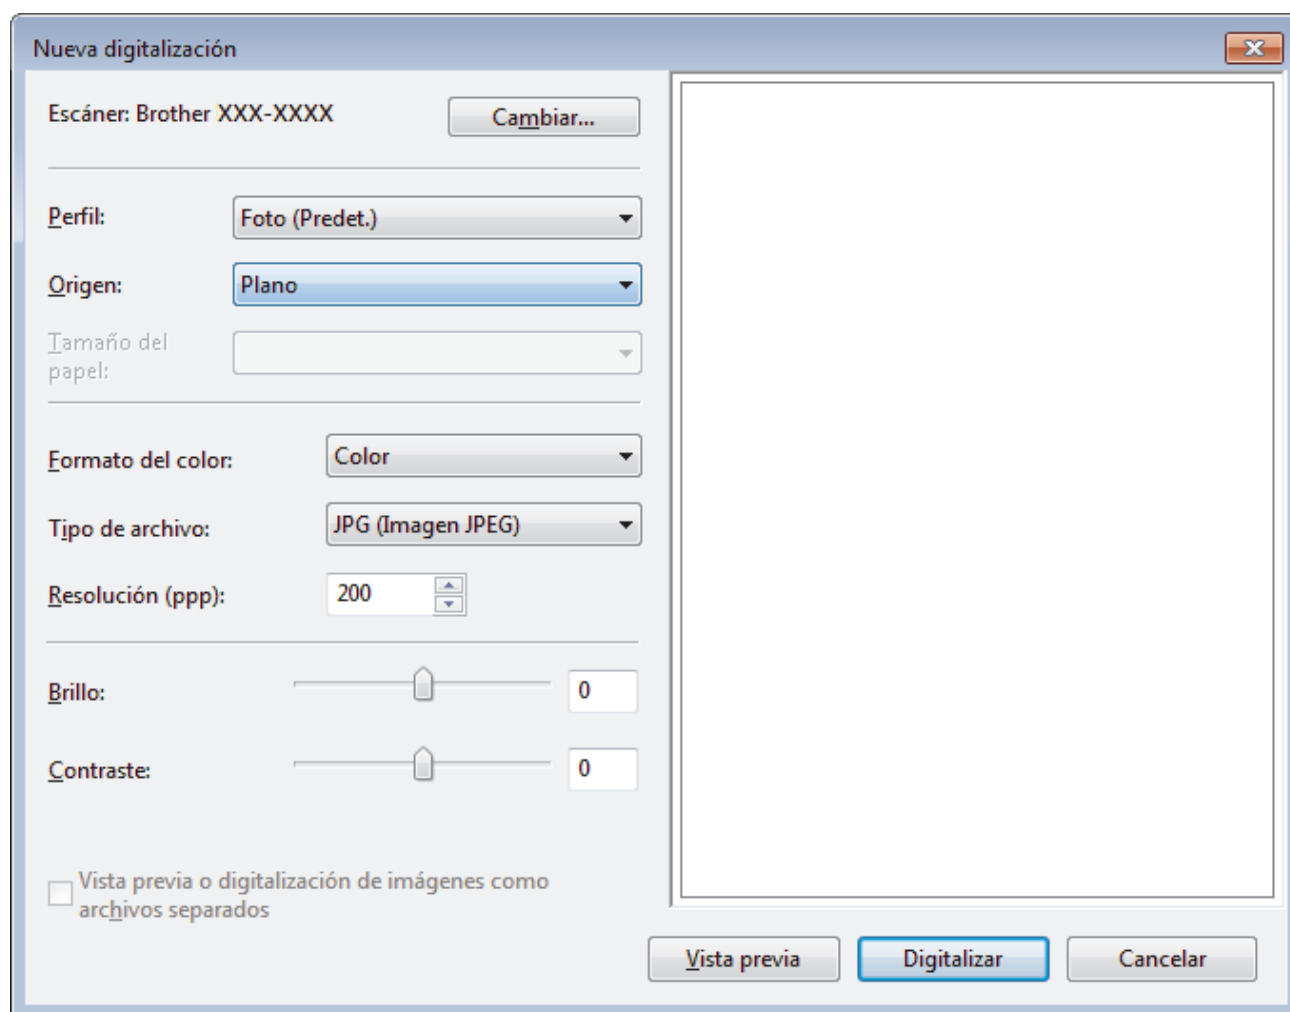 Nueva digitalización
Escáner: Brother XXX-XXXX
Cambiar...
Perfil:
Foto (Predet.)
Origen:
Plano
Tamaño del
papel:
Formato del color:
Color
Tipo de archivo:
JPG (Imagen JPEG)
Resolución (ppp):
200
Brillo:
0
Contraste:
0
Vista previa o digitalización de imágenes como
archivos separados
Vista previa
Digitalizar
Cancelar